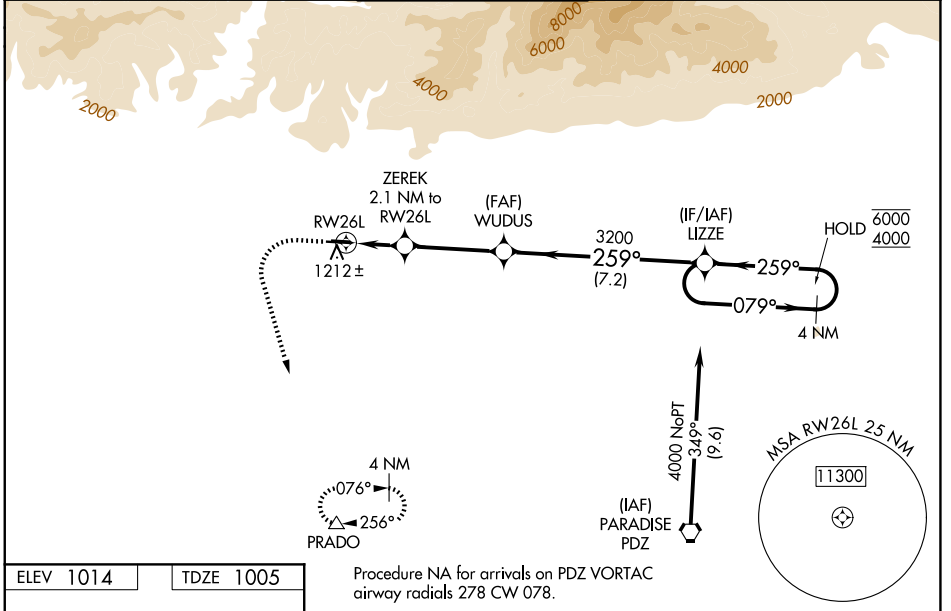 8000
6000
4000
4000
2000
2000
ZEREK
2.1 NM to
RW26L
(FAF)
WUDUS
(IF/IAF)
LIZZE
RW26L
1212 ±
3200
259°
(7.2)
HOLD
6000
4000
259°
079°
4 NM
4000 NoPT
349°
(9.6)
MSA RW26L 25 NM
11300
4 NM
076°
256°
PRADO
(IAF)
PARADISE
PDZ
ELEV 1014
TDZE 1005
Procedure NA for arrivals on PDZ VORTAC
airway radials 278 CW 078.